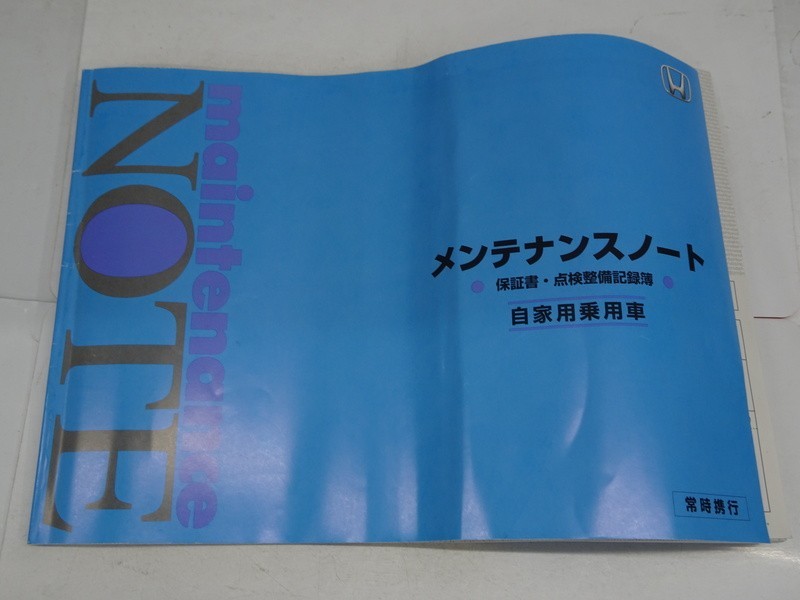 maintenance
NOTE
メンテナンスノート
保証書・点検整備記録簿
自家用乗用車
常時携行